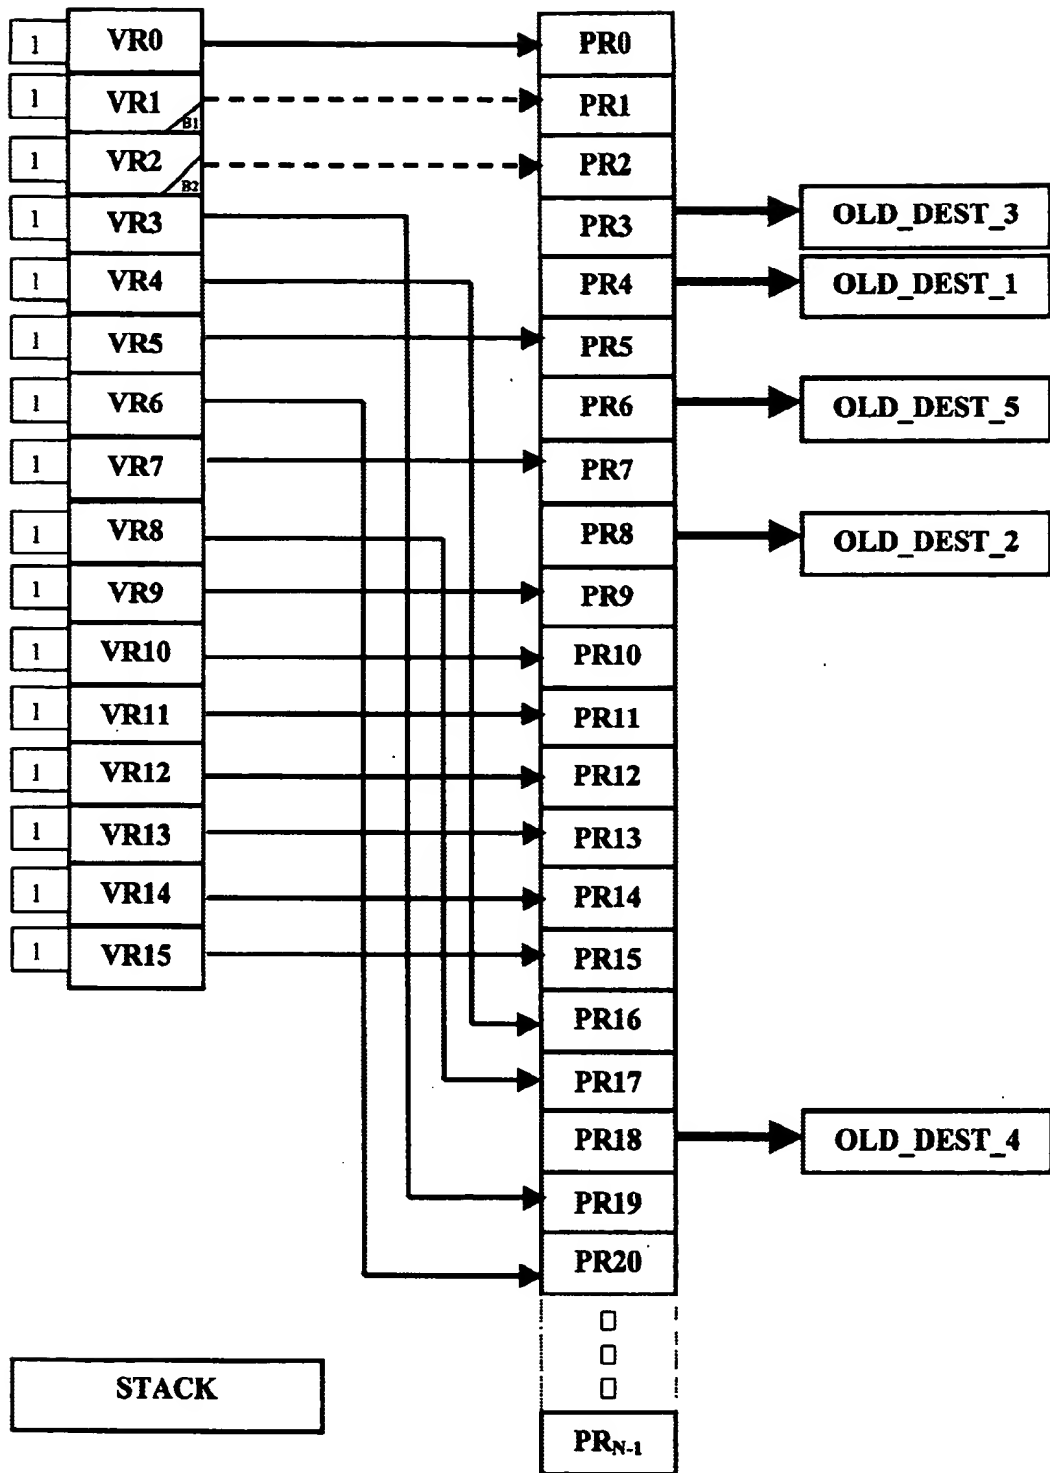 1 VR0 PR0
1 VR1 B1 PR1
1 VR2 B2 PR2
1 VR3 PR3 OLD_DEST_3
1 VR4 PR4 OLD_DEST_1
1 VR5 PR5
1 VR6 PR6 OLD_DEST_5
1 VR7 PR7
1 VR8 PR8 OLD_DEST_2
1 VR9 PR9
1 VR10 PR10
1 VR11 PR11
1 VR12 PR12
1 VR13 PR13
1 VR14 PR14
1 VR15 PR15
PR16
PR17
PR18 OLD_DEST_4
PR19
PR20
STACK
PRN-1